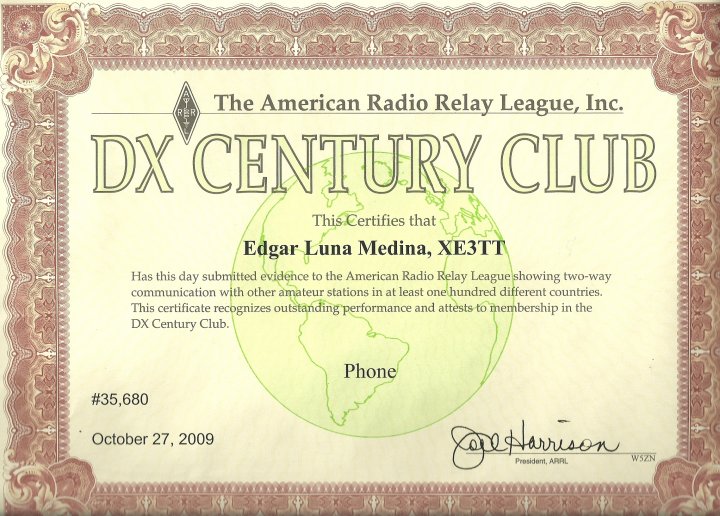 The American Radio Relay League, Inc.
A
R R
L
DX CENTURY CLUB
This Certifies that
Edgar Luna Medina, XE3TT
Has this day submitted evidence to the American Radio Relay League showing two-way
communication with other amateur stations in at least one hundred different countries.
This certificate recognizes outstanding performance and attests to membership in the
DX Century Club.
Phone
#35,680
October 27, 2009
Joel Harrison
President, ARRL
W5ZN